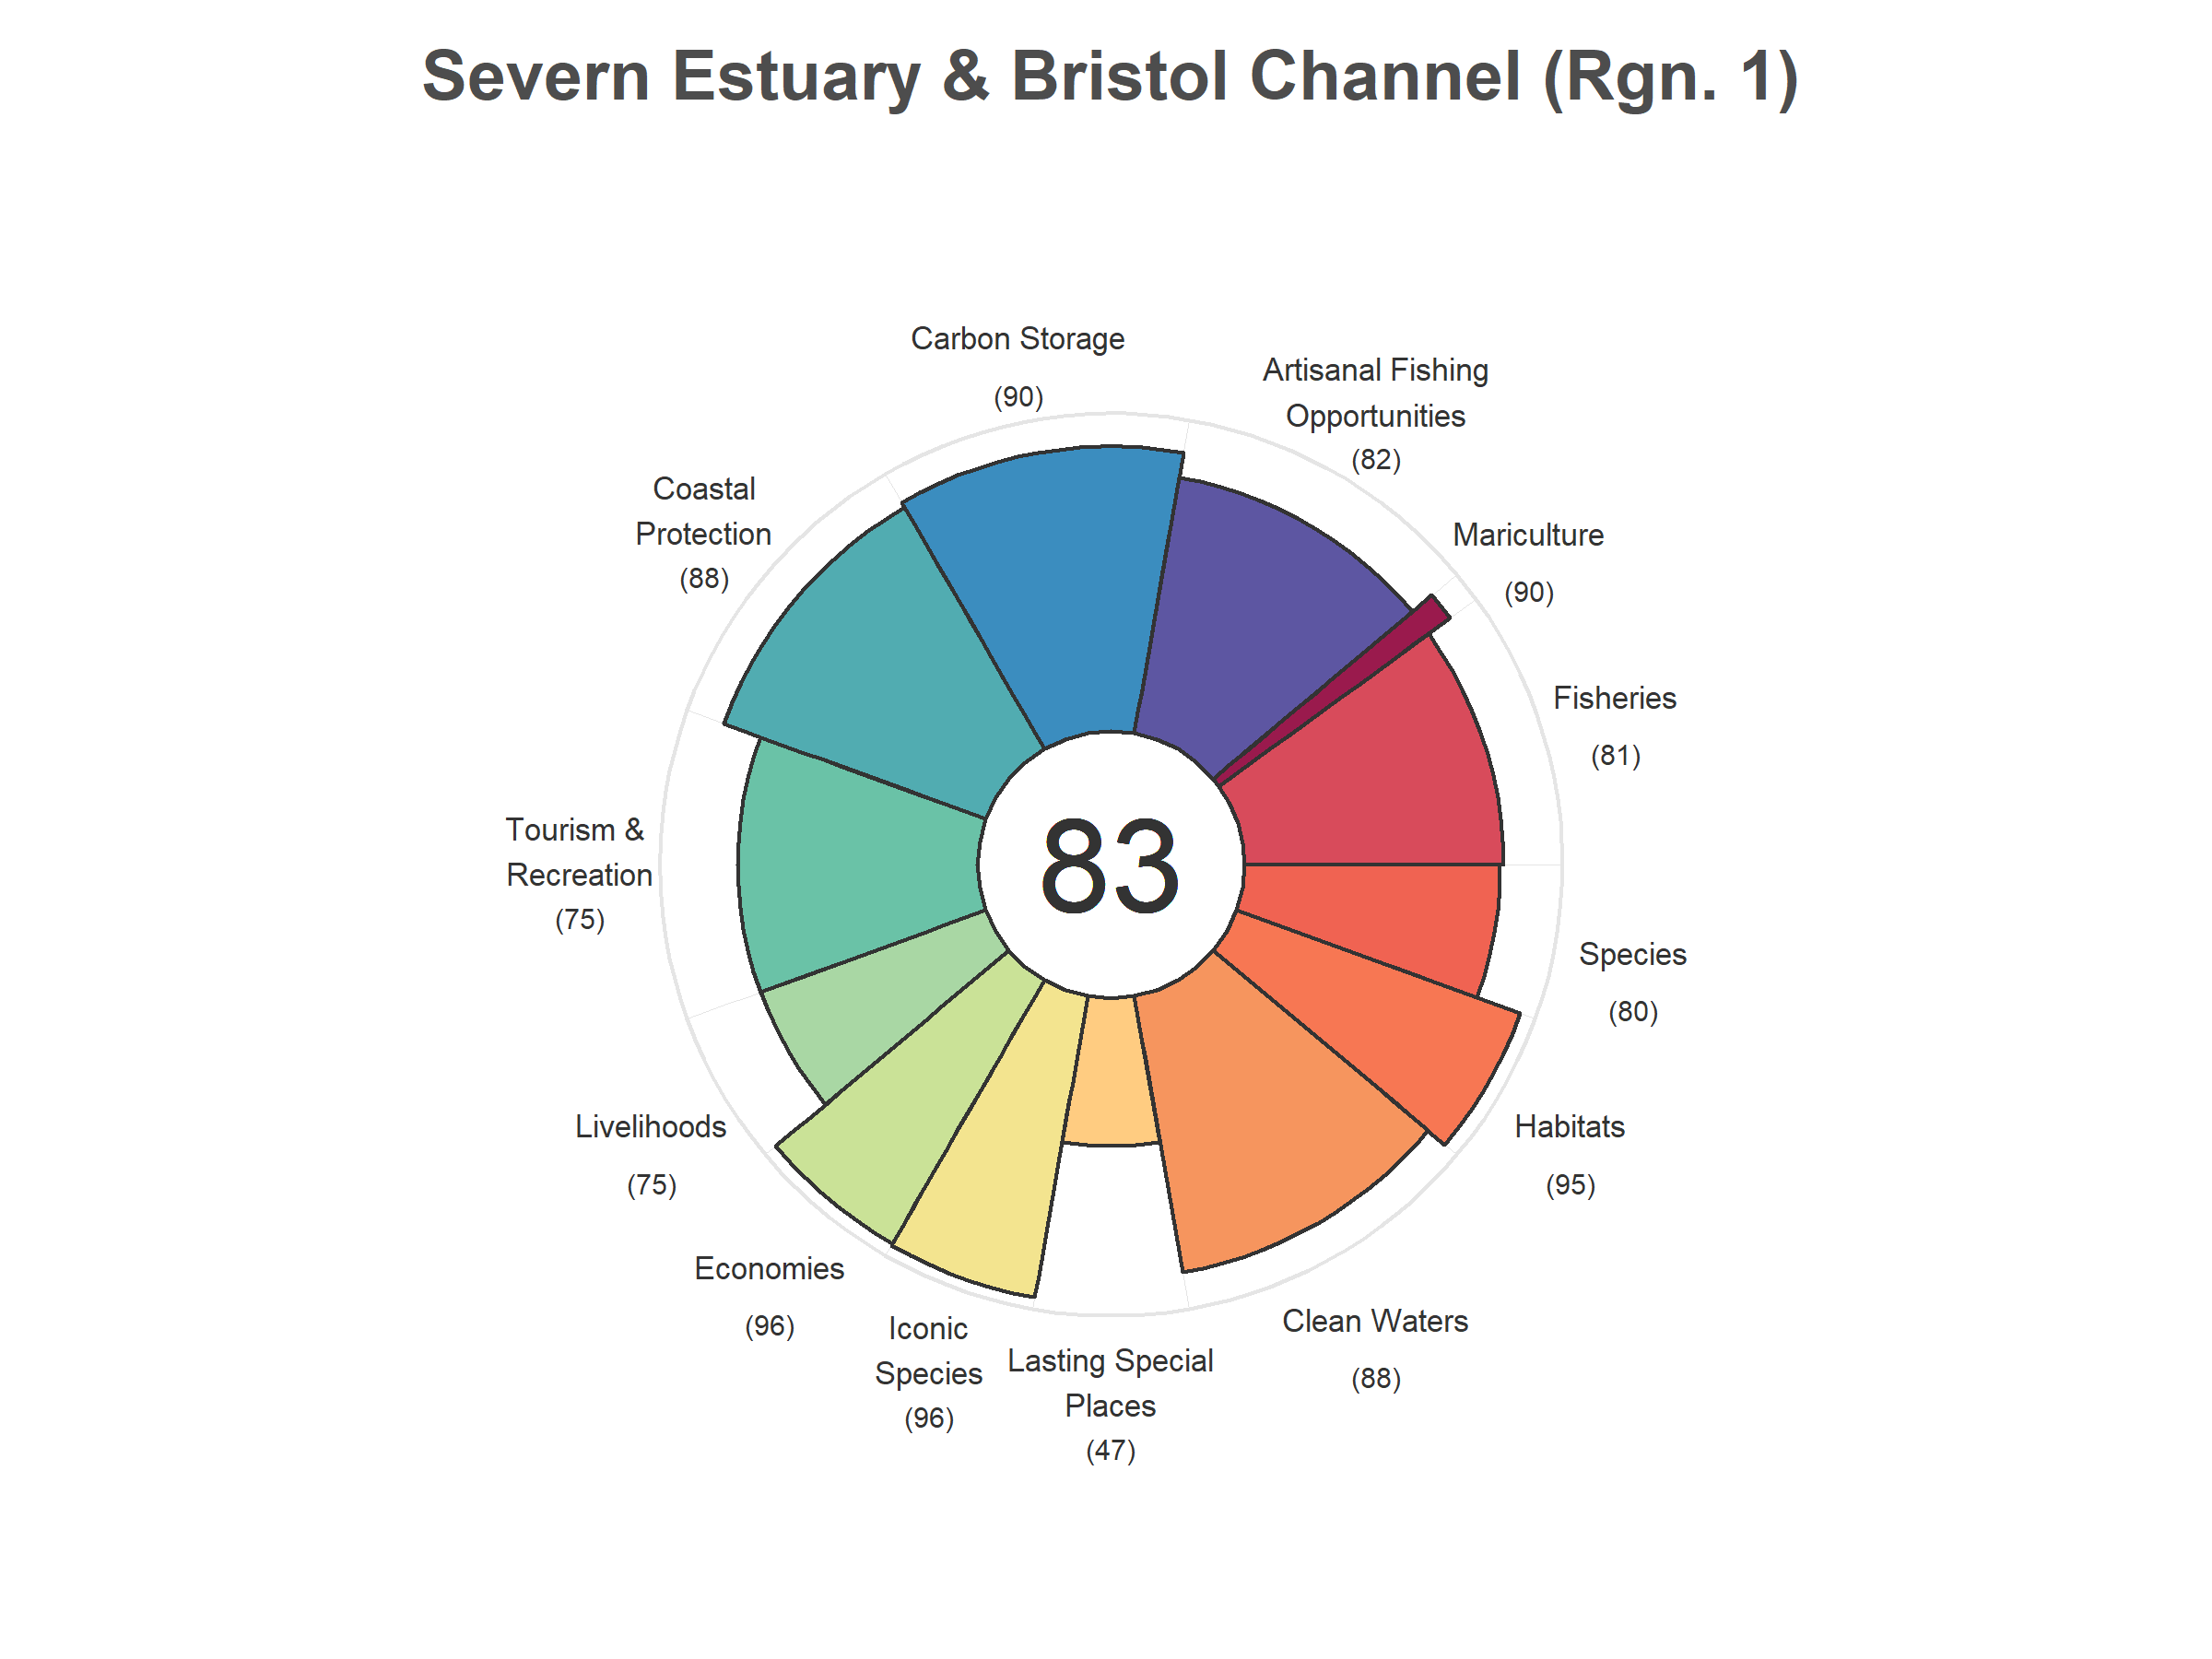 Severn Estuary & Bristol Channel (Rgn. 1)
Carbon Storage
(90)
Artisanal Fishing
Opportunities
(82)
Mariculture
(90)
Fisheries
(81)
Species
(80)
Habitats
(95)
Clean Waters
(88)
Lasting Special
Places
(47)
Iconic
Species
(96)
Economies
(96)
Livelihoods
(75)
Tourism &
Recreation
(75)
Coastal
Protection
(88)
83